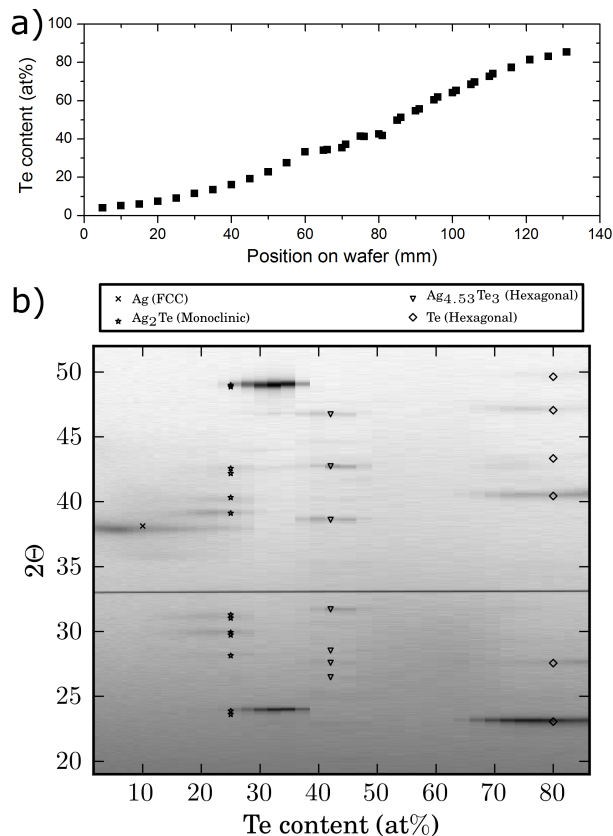 a)
100
80
60
40
20
0
Te content (at%)
0 20 40 60 80 100 120 140
Position on wafer (mm)
b)
Ag (FCC)
Ag2Te (Monoclinic)
Ag4.53Te3 (Hexagonal)
Te (Hexagonal)
50
45
40
35
30
25
20
2Θ
10 20 30 40 50 60 70 80
Te content (at%)